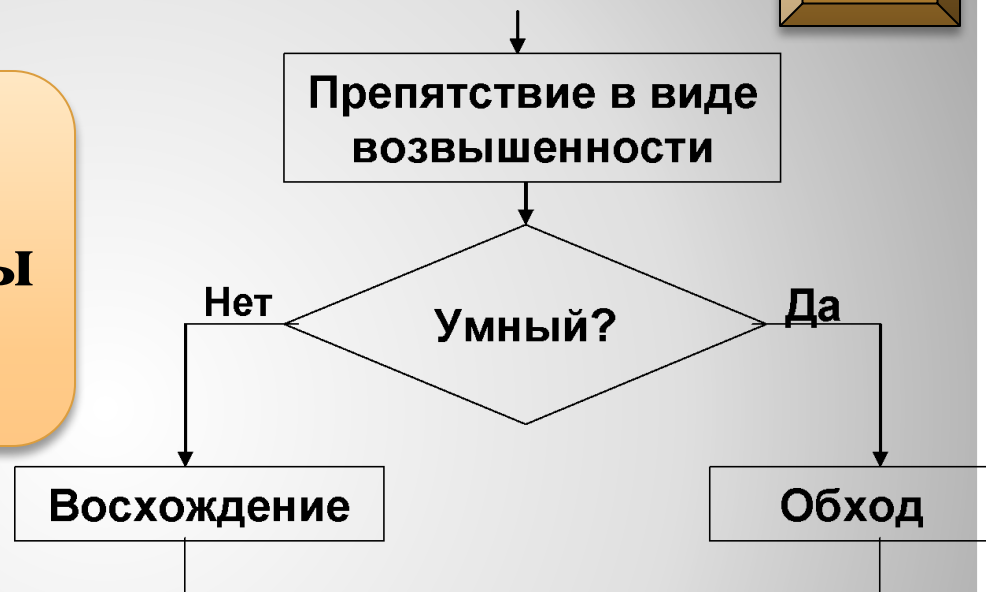 Препятствие в виде
возвышенности
Нет
Умный?
Да
Восхождение
Обход